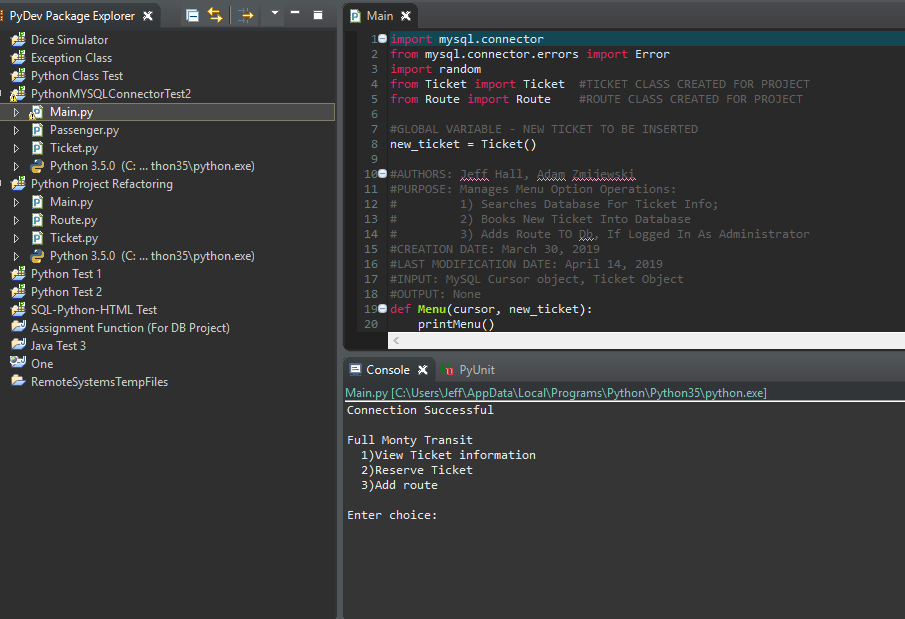 PyDev Package Explorer
Dice Simulator
Exception Class
Python Class Test
PythonMYSQLConnectorTest2
Main.py
Passenger.py
Ticket.py
Python 3.5.0 (C: ... thon35\python.exe)
Python Project Refactoring
Main.py
Route.py
Ticket.py
Python 3.5.0 (C: ... thon35\python.exe)
Python Test 1
Python Test 2
SQL-Python-HTML Test
Assignment Function (For DB Project)
Java Test 3
One
RemoteSystemsTempFiles
Main
1 import mysql.connector
2 from mysql.connector.errors import Error
3 import random
4 from Ticket import Ticket  #TICKET CLASS CREATED FOR PROJECT
5 from Route import Route    #ROUTE CLASS CREATED FOR PROJECT
6
7 #GLOBAL VARIABLE - NEW TICKET TO BE INSERTED
8 new_ticket = Ticket()
9
10 #AUTHORS: Jeff Hall, Adam Zmijewski
11 #PURPOSE: Manages Menu Option Operations:
12 #         1) Searches Database For Ticket Info;
13 #         2) Books New Ticket Into Database
14 #         3) Adds Route TO Db, If Logged In As Administrator
15 #CREATION DATE: March 30, 2019
16 #LAST MODIFICATION DATE: April 14, 2019
17 #INPUT: MySQL Cursor object, Ticket Object
18 #OUTPUT: None
19 def Menu(cursor, new_ticket):
20     printMenu()
Console
PyUnit
Main.py [C:\Users\Jeff\AppData\Local\Programs\Python\Python35\python.exe]
Connection Successful
Full Monty Transit
1)View Ticket information
2)Reserve Ticket
3)Add route
Enter choice: